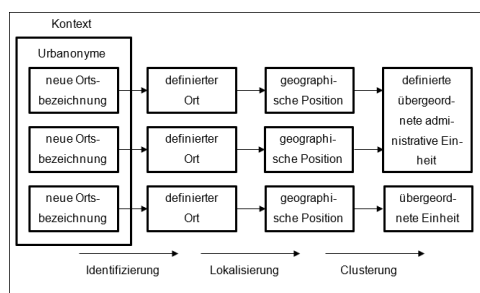 Kontext
Urbanonyme
neue Orts-
bezeichnung
definierter
Ort
geographi-
sche Position
definierte
übergeord-
nete admi-
nistrative Ein-
heit
neue Orts-
bezeichnung
definierter
Ort
geographi-
sche Position
neue Orts-
bezeichnung
definierter
Ort
geographi-
sche Position
übergeord-
nete Einheit
Identifizierung
Lokalisierung
Clusterung